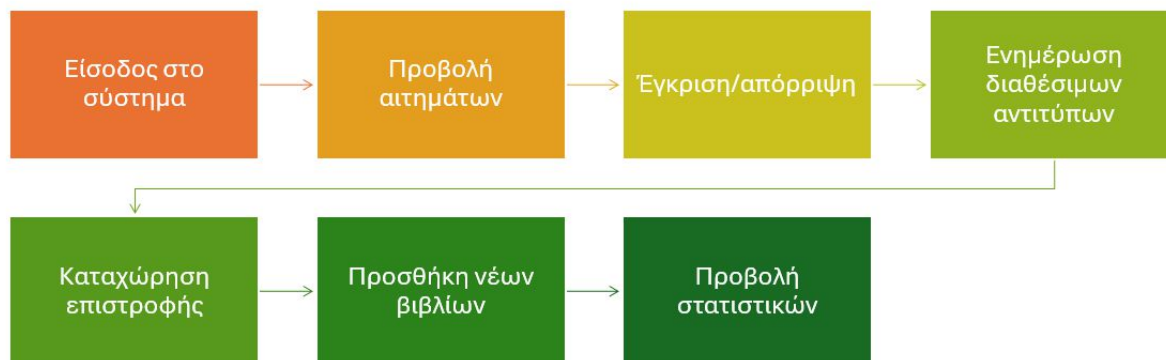 Είσοδος στο
σύστημα
Προβολή
αιτημάτων
Έγκριση/απόρριψη
Ενημέρωση
διαθέσιμων
αντιτύπων
Καταχώρηση
επιστροφής
Προσθήκη νέων
βιβλίων
Προβολή
στατιστικών